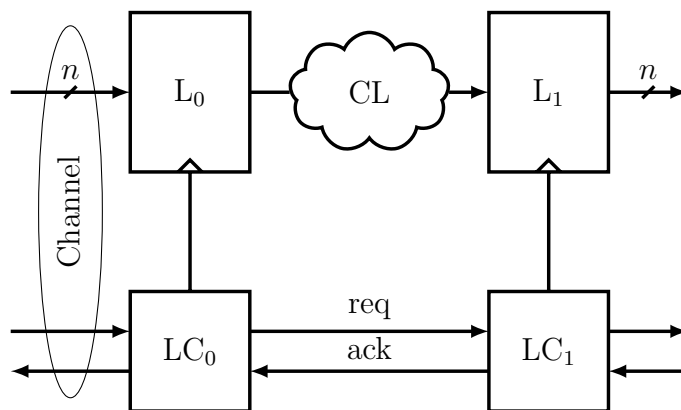 n
L₀
CL
L₁
n
Channel
req
LC₀
ack
LC₁